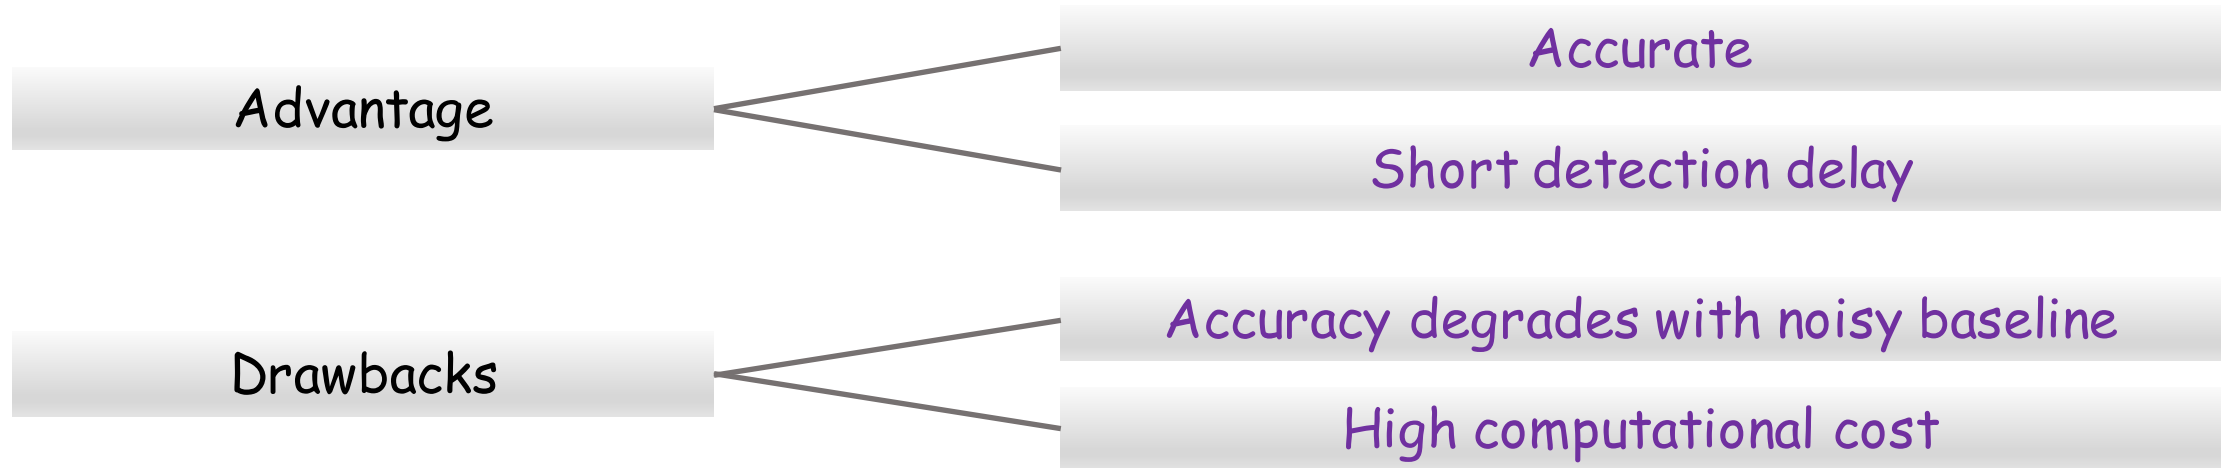 Advantage
Accurate
Short detection delay
Drawbacks
Accuracy degrades with noisy baseline
High computational cost